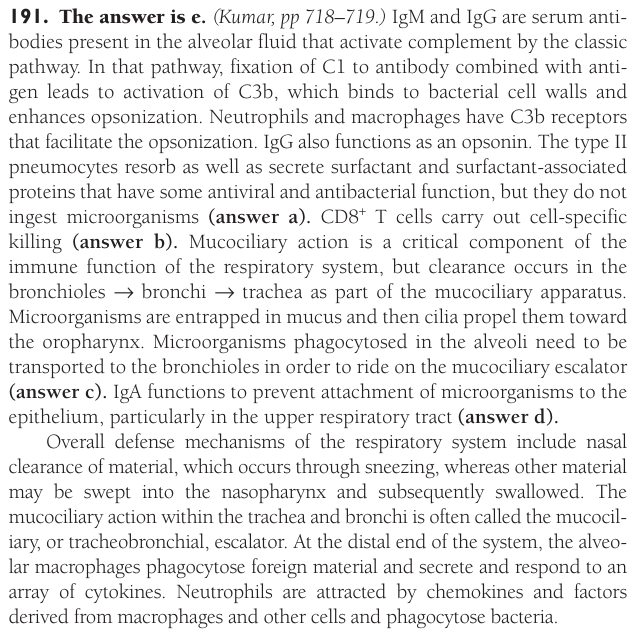 191. The answer is e. (Kumar, pp 718–719.) IgM and IgG are serum anti-
bodies present in the alveolar fluid that activate complement by the classic
pathway. In that pathway, fixation of C1 to antibody combined with anti-
gen leads to activation of C3b, which binds to bacterial cell walls and
enhances opsonization. Neutrophils and macrophages have C3b receptors
that facilitate the opsonization. IgG also functions as an opsonin. The type II
pneumocytes resorb as well as secrete surfactant and surfactant-associated
proteins that have some antiviral and antibacterial function, but they do not
ingest microorganisms (answer a). CD8⁺ T cells carry out cell-specific
killing (answer b). Mucociliary action is a critical component of the
immune function of the respiratory system, but clearance occurs in the
bronchioles → bronchi → trachea as part of the mucociliary apparatus.
Microorganisms are entrapped in mucus and then cilia propel them toward
the oropharynx. Microorganisms phagocytosed in the alveoli need to be
transported to the bronchioles in order to ride on the mucociliary escalator
(answer c). IgA functions to prevent attachment of microorganisms to the
epithelium, particularly in the upper respiratory tract (answer d).
Overall defense mechanisms of the respiratory system include nasal
clearance of material, which occurs through sneezing, whereas other material
may be swept into the nasopharynx and subsequently swallowed. The
mucociliary action within the trachea and bronchi is often called the mucocil-
iary, or tracheobronchial, escalator. At the distal end of the system, the alveo-
lar macrophages phagocytose foreign material and secrete and respond to an
array of cytokines. Neutrophils are attracted by chemokines and factors
derived from macrophages and other cells and phagocytose bacteria.